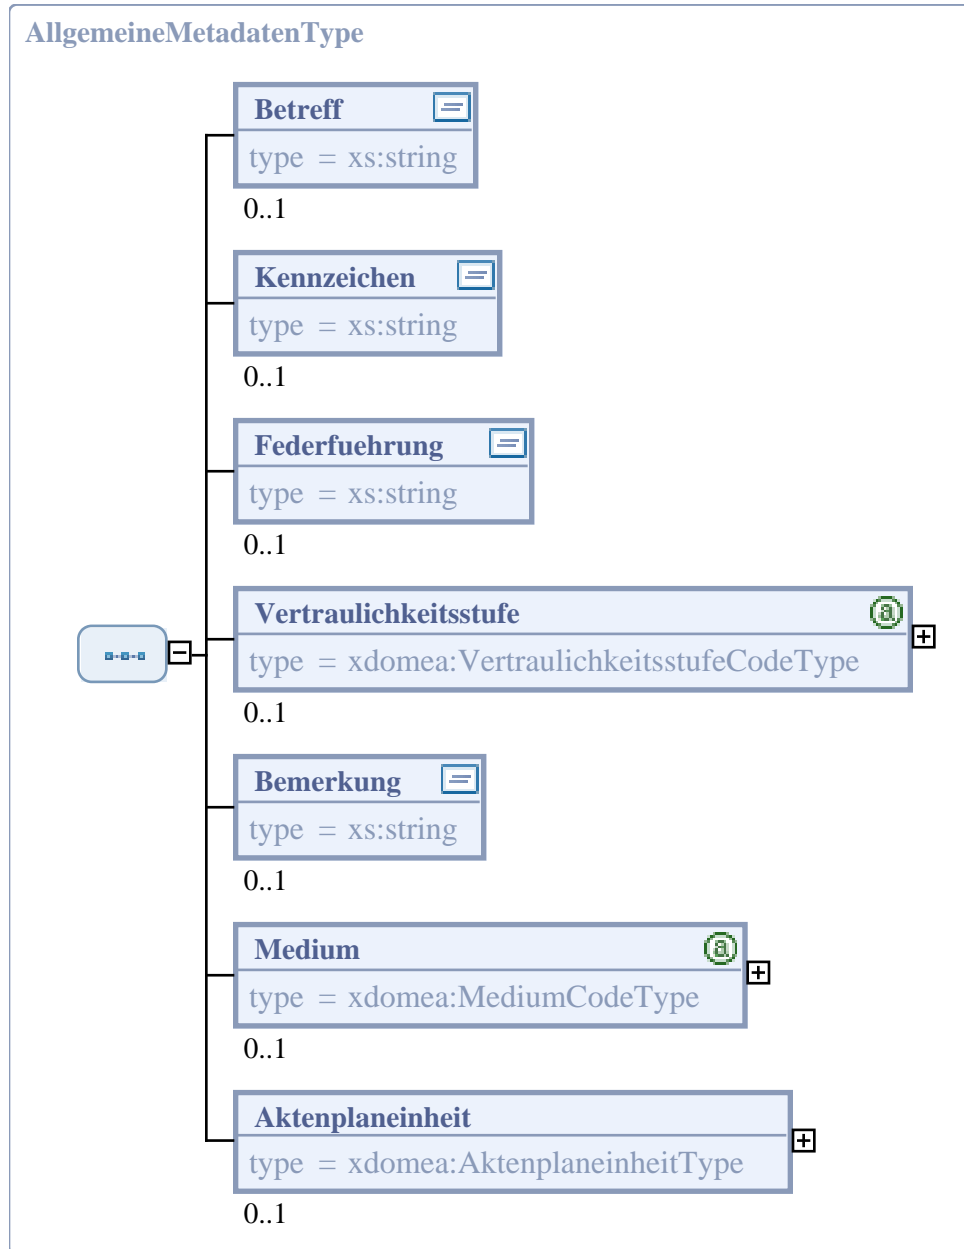 AllgemeineMetadatenType
Betreff
type = xs:string
0..1
Kennzeichen
type = xs:string
0..1
Federfuehrung
type = xs:string
0..1
Vertraulichkeitsstufe
type = xdomea:VertraulichkeitsstufeCodeType
0..1
Bemerkung
type = xs:string
0..1
Medium
type = xdomea:MediumCodeType
0..1
Aktenplaneinheit
type = xdomea:AktenplaneinheitType
0..1